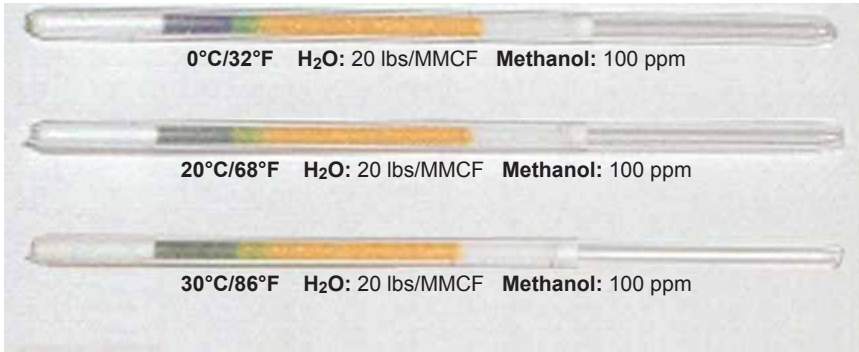 0°C/32°F H₂O: 20 lbs/MMCF Methanol: 100 ppm
20°C/68°F H₂O: 20 lbs/MMCF Methanol: 100 ppm
30°C/86°F H₂O: 20 lbs/MMCF Methanol: 100 ppm